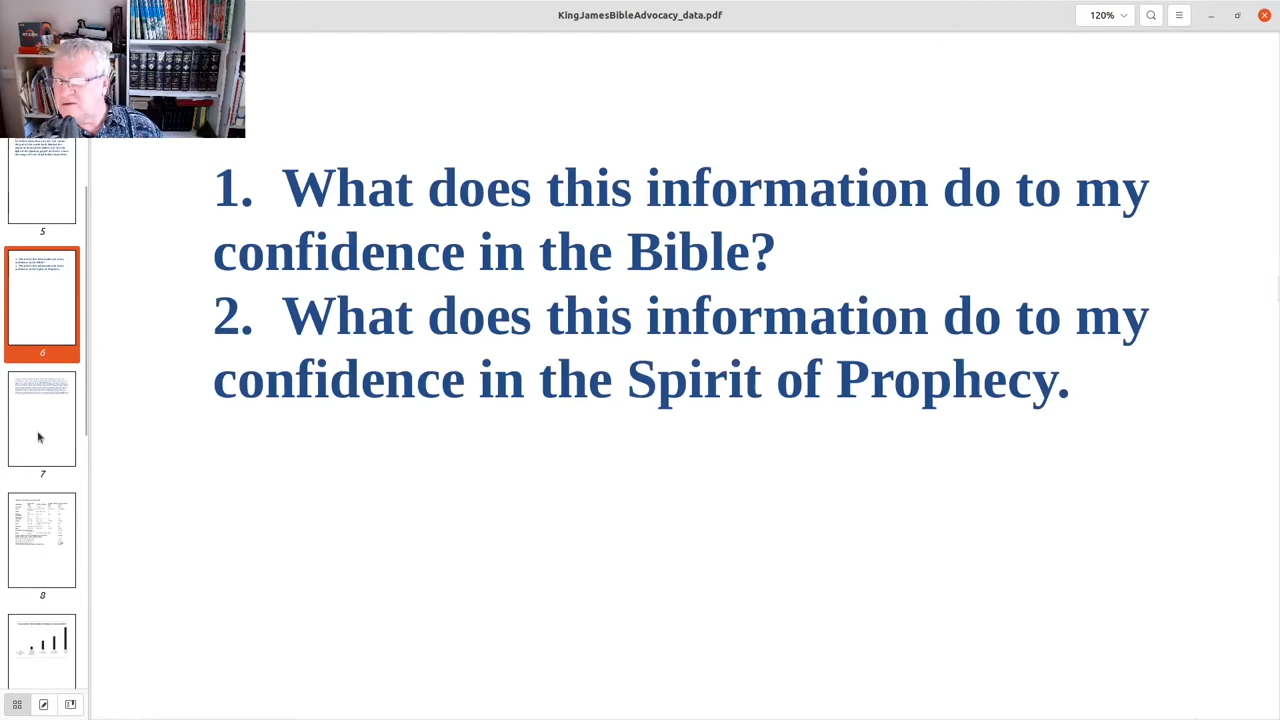 KingJamesBibleAdvocacy_data.pdf
120%
1. What does this information do to my
confidence in the Bible?
2. What does this information do to my
confidence in the Spirit of Prophecy.
5
6
7
8